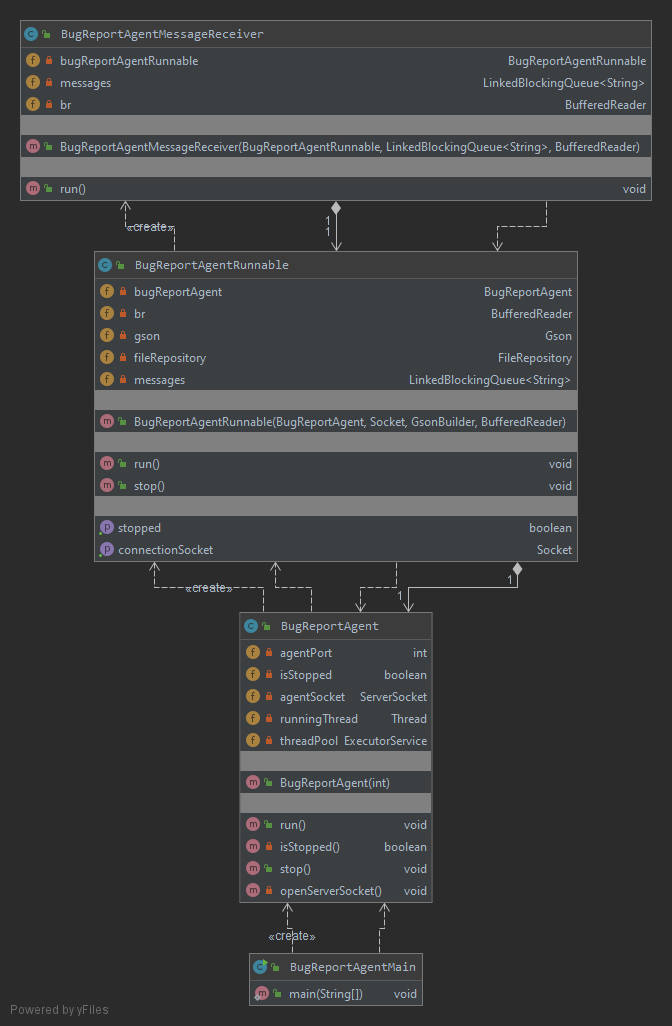 BugReportAgentMessageReceiver
bugReportAgentRunnable BugReportAgentRunnable
messages LinkedBlockingQueue<String>
br BufferedReader
BugReportAgentMessageReceiver(BugReportAgentRunnable, LinkedBlockingQueue<String>, BufferedReader)
run() void
«create»
1
1
BugReportAgentRunnable
bugReportAgent BugReportAgent
br BufferedReader
gson Gson
fileRepository FileRepository
messages LinkedBlockingQueue<String>
BugReportAgentRunnable(BugReportAgent, Socket, GsonBuilder, BufferedReader)
run() void
stop() void
stopped boolean
connectionSocket Socket
1
«create»
1
BugReportAgent
agentPort int
isStopped boolean
agentSocket ServerSocket
runningThread Thread
threadPool ExecutorService
BugReportAgent(int)
run() void
isStopped() boolean
stop() void
openServerSocket() void
«create»
BugReportAgentMain
main(String[]) void
Powered by yFiles